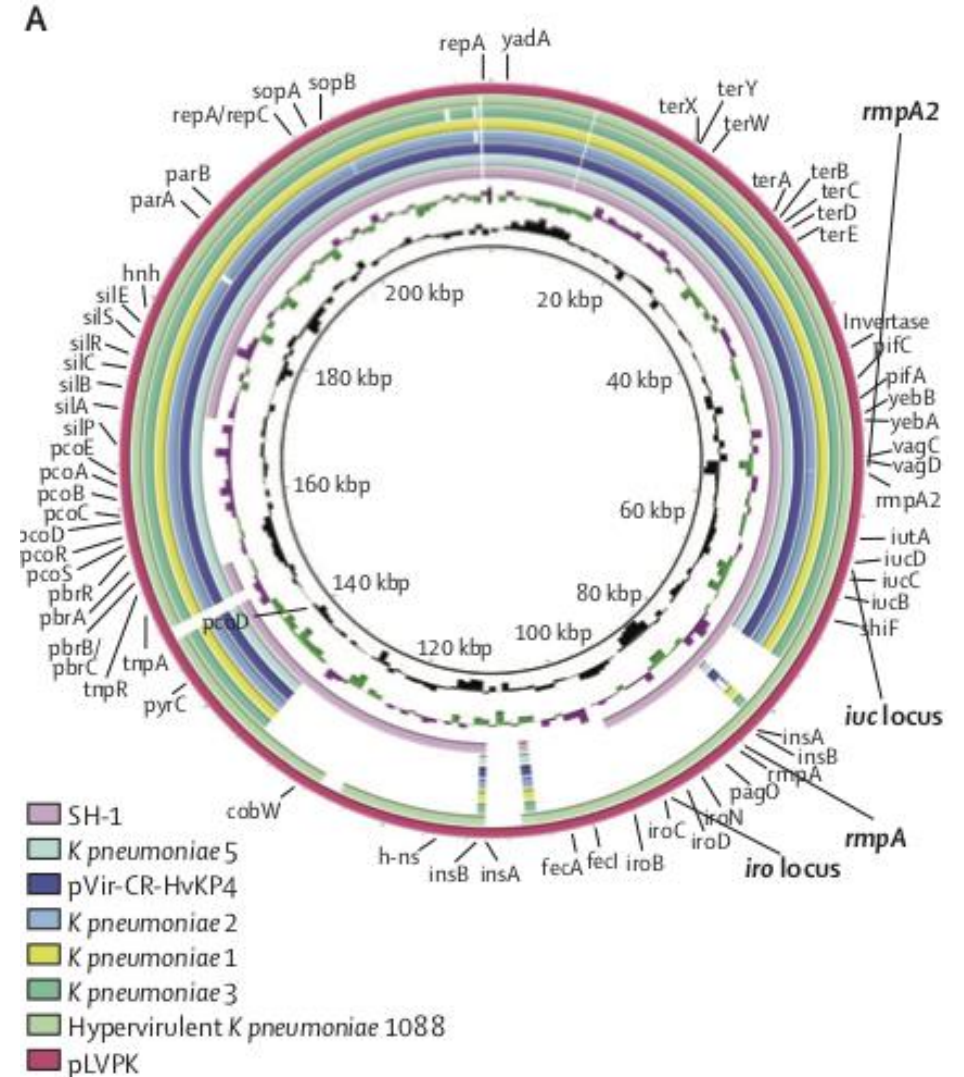 A
repA yadA
sopA sopB
repA/repC
parB
parA
hnh
silE
silS
silR
silC
silB
silA
silP
pcoE
pcoA
pcoB
pcoC
pcoD
pcoR
pcoS
pbrR
pbrA
pbrB/
pbrC
tnpA
tnpR
pyrC
cobW
h-ns
insB insA
fecA fecI iroB
iroC
iroD
iroN
pagO
rmpA
insB
insA
terX
terY
terW
terA
terB
terC
terD
terE
rmpA2
Invertase
pifC
pifA
yebB
yebA
vagC
vagD
rmpA2
iutA
iucD
iucC
iucB
shiF
iuc locus
rmpA
iro locus
200 kbp
20 kbp
180 kbp
40 kbp
160 kbp
60 kbp
140 kbp
80 kbp
120 kbp
100 kbp
pcoD
SH-1
K pneumoniae 5
pVir-CR-HvKP4
K pneumoniae 2
K pneumoniae 1
K pneumoniae 3
Hypervirulent K pneumoniae 1088
pLVPK